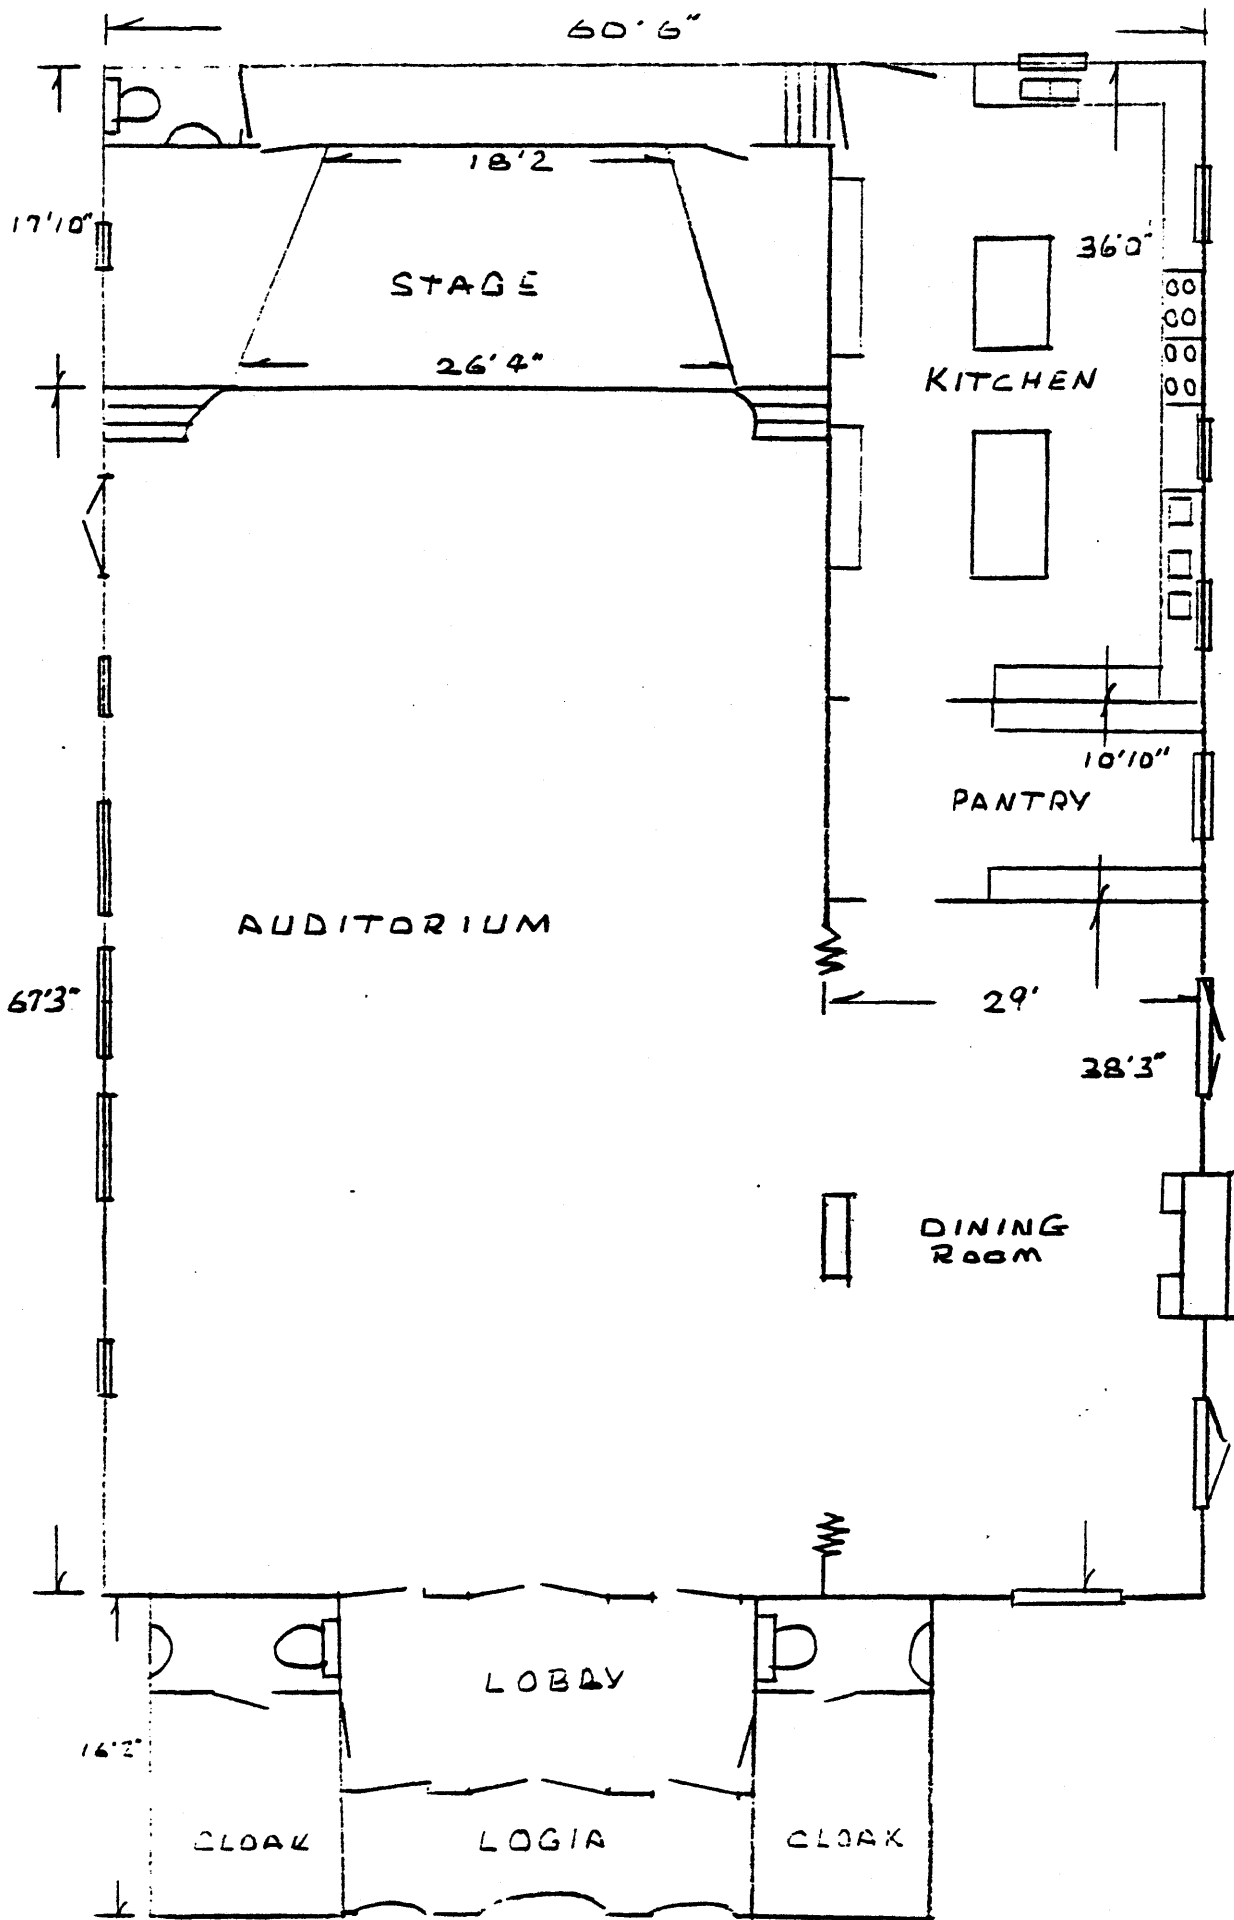 60'6"
18'2
17'10"
36'0"
STAGE
26'4"
KITCHEN
10'10"
PANTRY
AUDITORIUM
67'3"
29'
38'3"
DINING
ROOM
LOBBY
16'2"
CLOAK
LOGIA
CLOAK